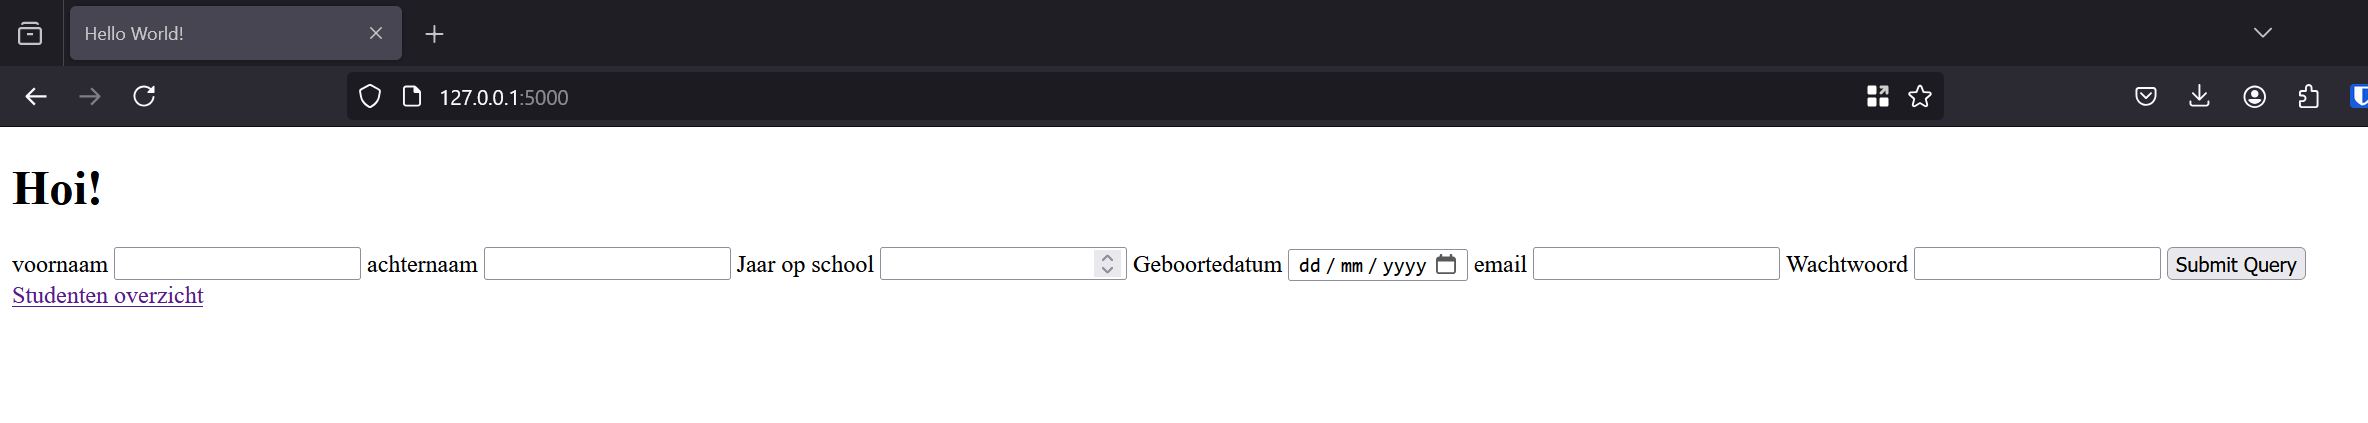 Hello World!
127.0.0.1:5000
Hoi!
voornaam achternaam Jaar op school Geboortedatum dd / mm / yyyy email Wachtwoord Submit Query
Studenten overzicht